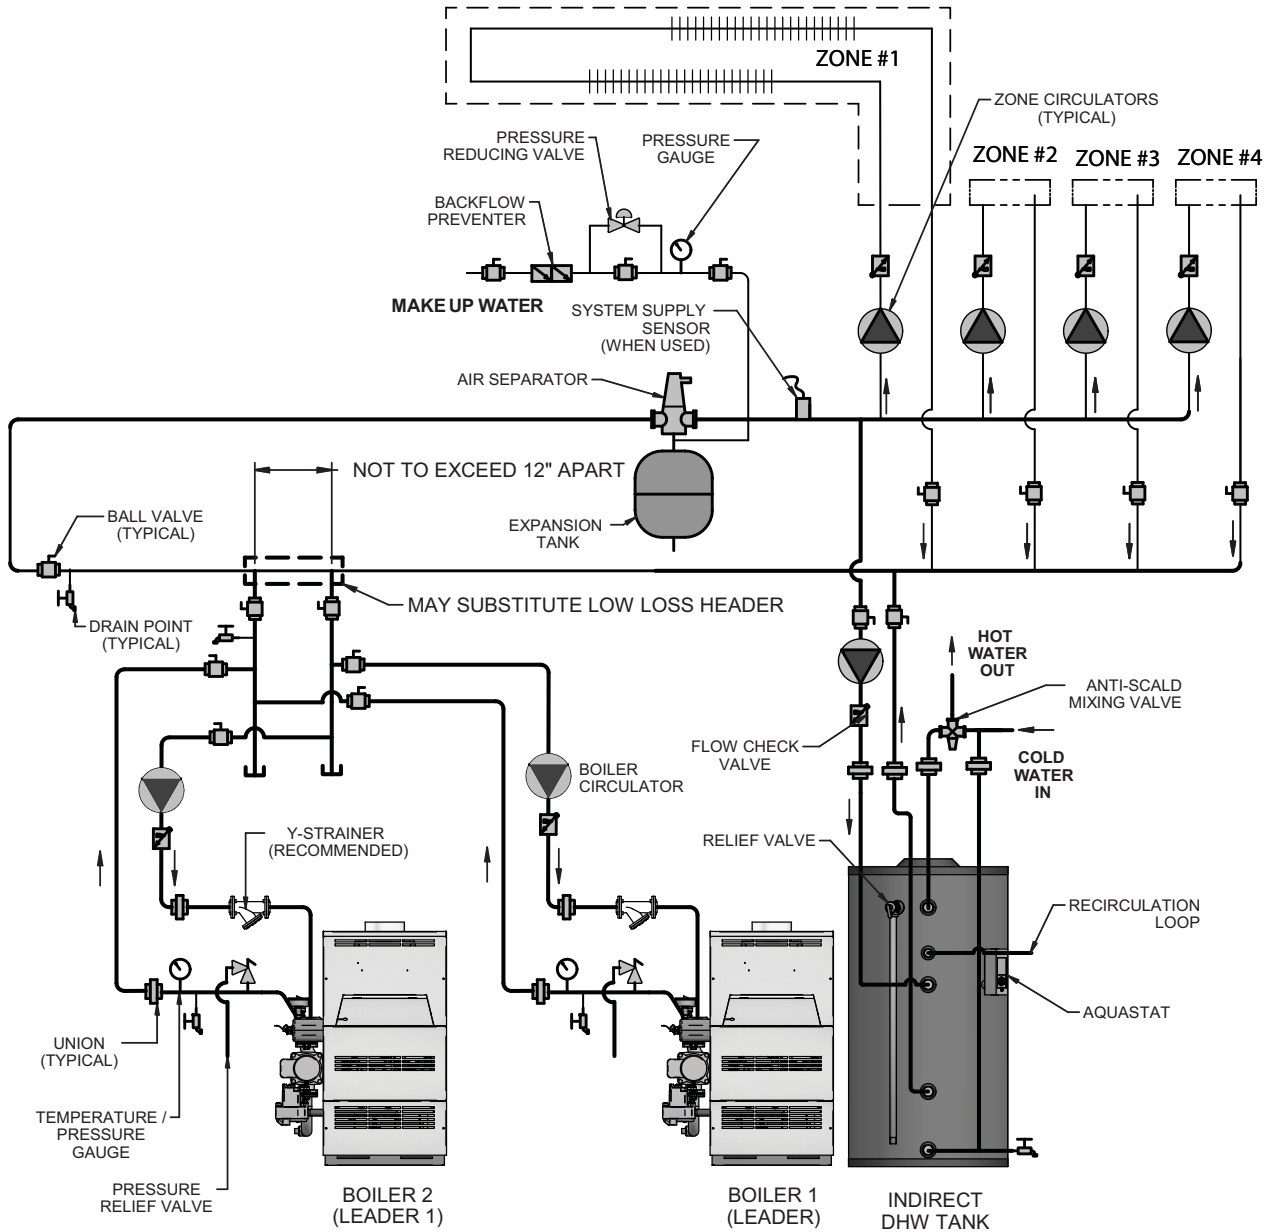 ZONE #1
ZONE CIRCULATORS
(TYPICAL)
PRESSURE
REDUCING VALVE
PRESSURE
GAUGE
ZONE #2
ZONE #3
ZONE #4
BACKFLOW
PREVENTER
MAKE UP WATER
SYSTEM SUPPLY
SENSOR
(WHEN USED)
AIR SEPARATOR
NOT TO EXCEED 12" APART
BALL VALVE
(TYPICAL)
EXPANSION
TANK
MAY SUBSTITUTE LOW LOSS HEADER
DRAIN POINT
(TYPICAL)
HOT
WATER
OUT
ANTI-SCALD
MIXING VALVE
FLOW CHECK
VALVE
COLD
WATER
IN
BOILER
CIRCULATOR
Y-STRAINER
(RECOMMENDED)
RELIEF VALVE
RECIRCULATION
LOOP
AQUASTAT
UNION
(TYPICAL)
TEMPERATURE /
PRESSURE
GAUGE
PRESSURE
RELIEF VALVE
BOILER 2
(LEADER 1)
BOILER 1
(LEADER)
INDIRECT
DHW TANK